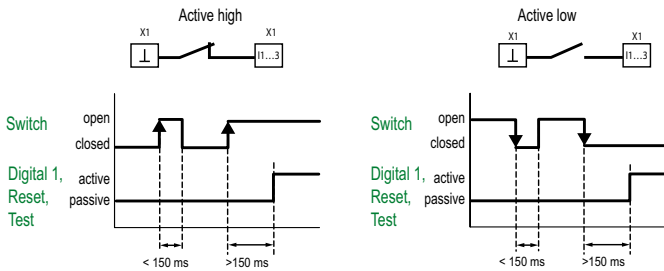 Active high
Active low
X1 X1
X1 X1
⊥ I1...3
⊥ I1...3
Switch open
closed
Switch open
closed
Digital 1, active
Reset, passive
Test
Digital 1, active
Reset, passive
Test
< 150 ms >150 ms
< 150 ms >150 ms